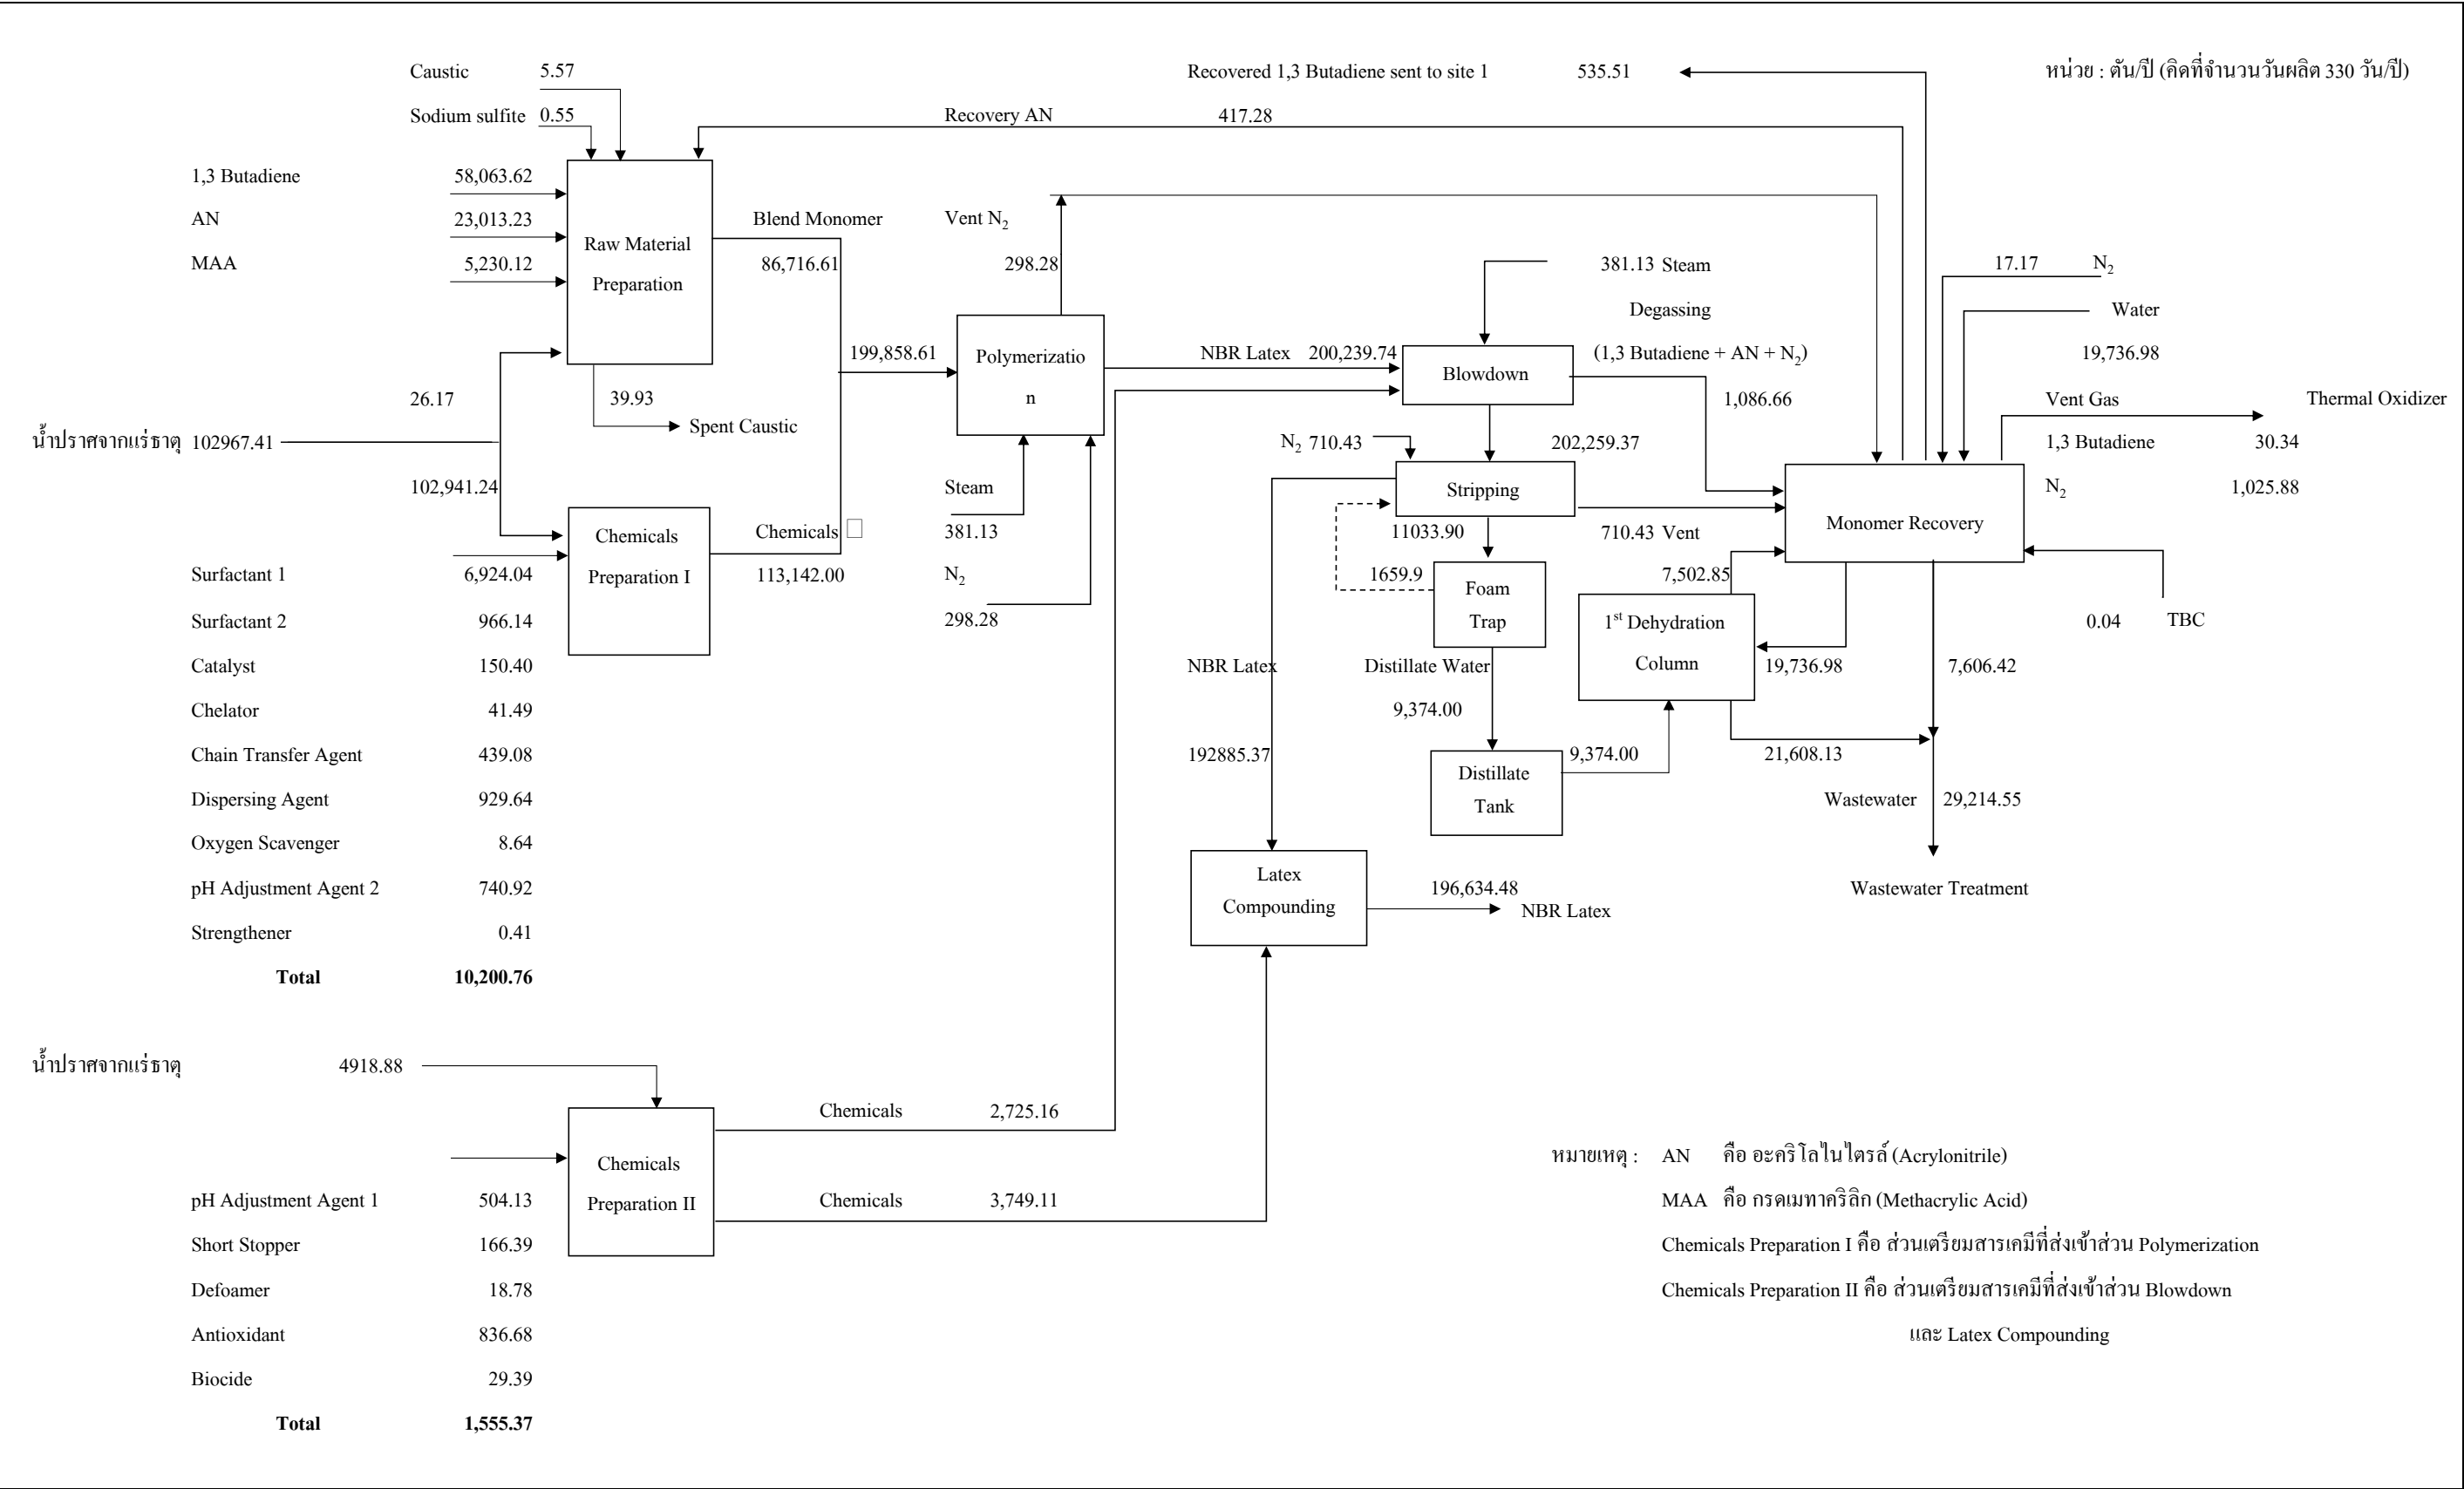 Caustic 5.57
Recovered 1,3 Butadiene sent to site 1 535.51
หน่วย : ตัน/ปี (คิดที่จำนวนวันผลิต 330 วัน/ปี)
Sodium sulfite 0.55
Recovery AN 417.28
1,3 Butadiene 58,063.62
AN 23,013.23
MAA 5,230.12
Raw Material
Preparation
Blend Monomer
86,716.61
Vent N2
298.28
381.13 Steam
17.17 N2
Degassing
(1,3 Butadiene + AN + N2)
1,086.66
Water
19,736.98
199,858.61
Polymerizatio
n
NBR Latex 200,239.74
Blowdown
26.17
39.93
Spent Caustic
Vent Gas
Thermal Oxidizer
1,3 Butadiene 30.34
N2 1,025.88
น้ำปราศจากแร่ธาตุ 102967.41
102,941.24
N2 710.43
202,259.37
Stripping
Steam
381.13
N2
298.28
Chemicals
Preparation I
Chemicals □
113,142.00
11033.90
710.43 Vent
Monomer Recovery
1659.9
Foam
Trap
7,502.85
1st Dehydration
Column
0.04 TBC
Surfactant 1 6,924.04
Surfactant 2 966.14
Catalyst 150.40
Chelator 41.49
Chain Transfer Agent 439.08
Dispersing Agent 929.64
Oxygen Scavenger 8.64
pH Adjustment Agent 2 740.92
Strengthener 0.41
Total 10,200.76
NBR Latex
192885.37
Distillate Water
9,374.00
19,736.98
7,606.42
Distillate
Tank
9,374.00
21,608.13
Wastewater 29,214.55
Wastewater Treatment
Latex
Compounding
196,634.48
NBR Latex
น้ำปราศจากแร่ธาตุ 4918.88
Chemicals 2,725.16
Chemicals
Preparation II
Chemicals 3,749.11
pH Adjustment Agent 1 504.13
Short Stopper 166.39
Defoamer 18.78
Antioxidant 836.68
Biocide 29.39
Total 1,555.37
หมายเหตุ : AN คือ อะคริโลไนไตรล์ (Acrylonitrile)
MAA คือ กรดเมทาคริลิก (Methacrylic Acid)
Chemicals Preparation I คือ ส่วนเตรียมสารเคมีที่ส่งเข้าส่วน Polymerization
Chemicals Preparation II คือ ส่วนเตรียมสารเคมีที่ส่งเข้าส่วน Blowdown
และ Latex Compounding